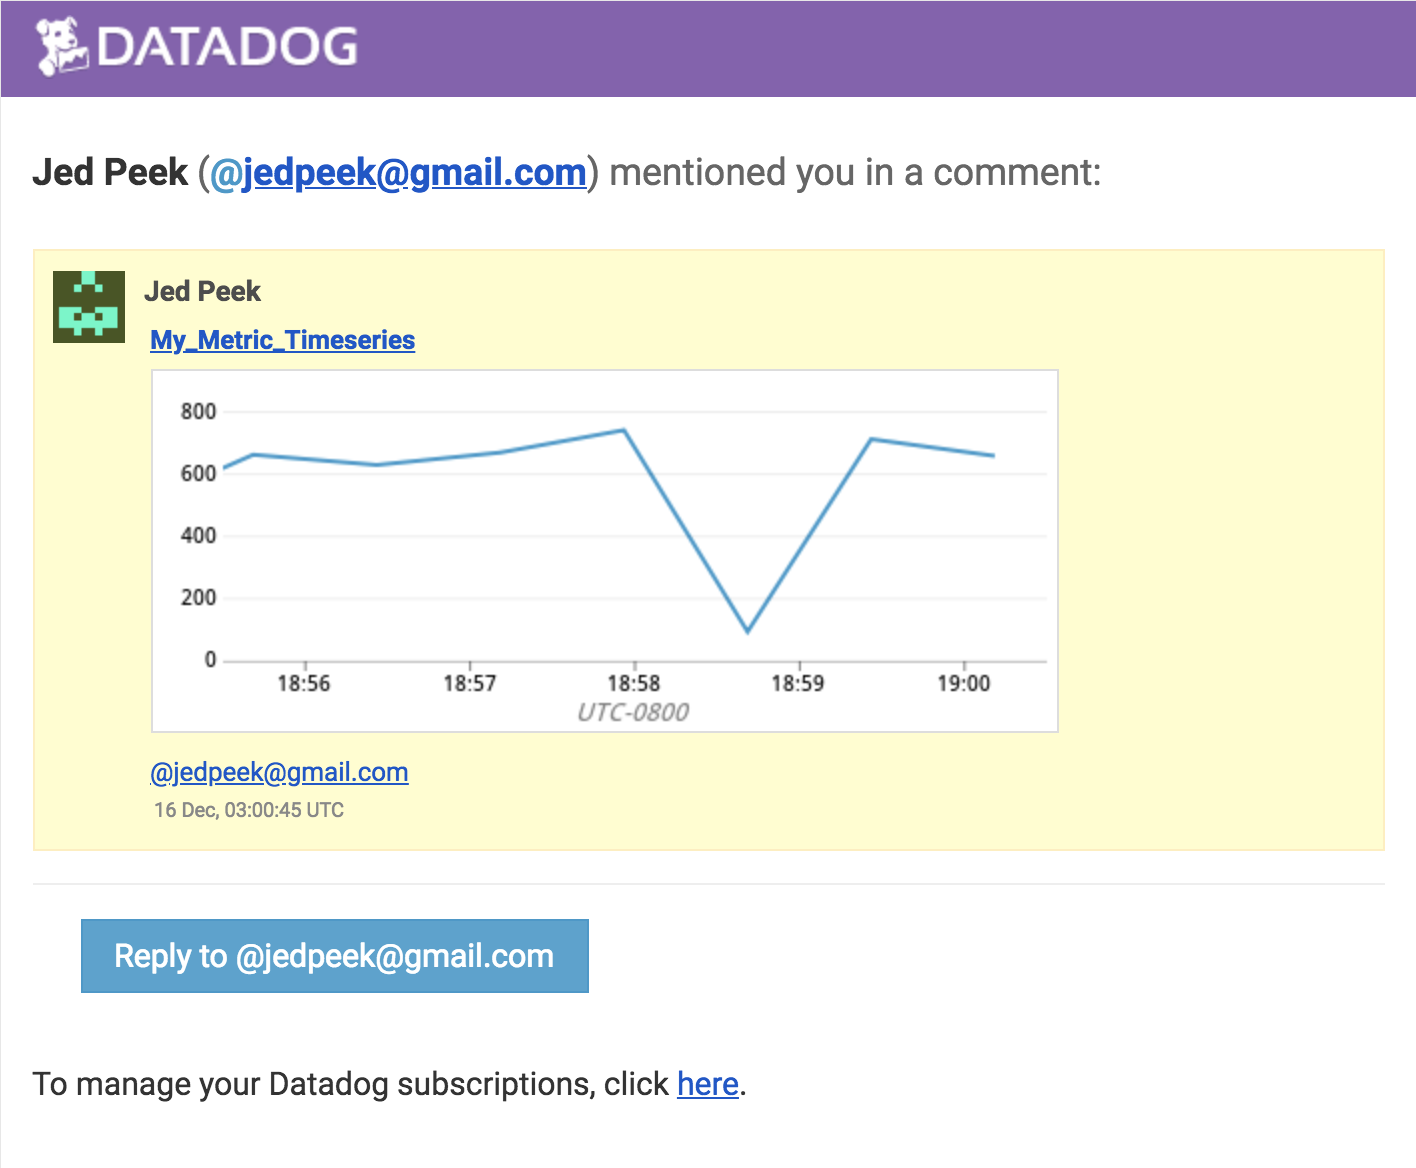 DATADOG
Jed Peek (@jedpeek@gmail.com) mentioned you in a comment:
Jed Peek
My_Metric_Timeseries
800
600
400
200
0
18:56 18:57 18:58 18:59 19:00
UTC-0800
@jedpeek@gmail.com
16 Dec, 03:00:45 UTC
Reply to @jedpeek@gmail.com
To manage your Datadog subscriptions, click here.